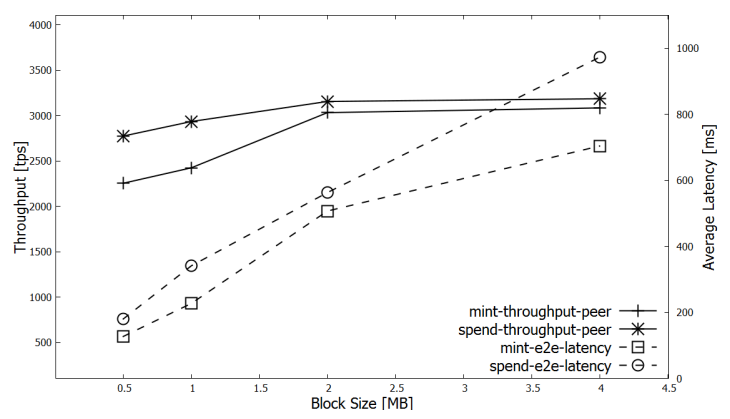 4000
3500
3000
2500
2000
1500
1000
500
Throughput [tps]
1000
800
600
400
200
0
Average Latency [ms]
mint-throughput-peer
spend-throughput-peer
mint-e2e-latency
spend-e2e-latency
0.5 1 1.5 2 2.5 3 3.5 4 4.5
Block Size [MB]